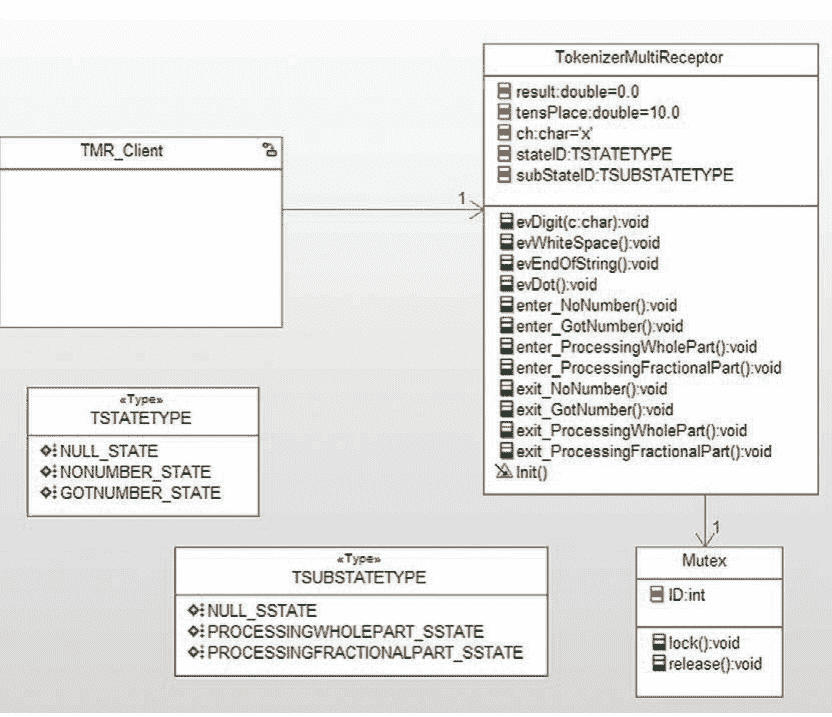 TokenizerMultiReceptor
result:double=0.0
tensPlace:double=10.0
ch:char='x'
stateID:TSTATETYPE
subStateID:TSUBSTATETYPE
evDigit(c:char):void
evWhiteSpace():void
evEndOfString():void
evDot():void
enter_NoNumber():void
enter_GotNumber():void
enter_ProcessingWholePart():void
enter_ProcessingFractionalPart():void
exit_NoNumber():void
exit_GotNumber():void
exit_ProcessingWholePart():void
exit_ProcessingFractionalPart():void
Init()
TMR_Client
1
«Type»
TSTATETYPE
NULL_STATE
NONUMBER_STATE
GOTNUMBER_STATE
«Type»
TSUBSTATETYPE
NULL_SSTATE
PROCESSINGWHOLEPART_SSTATE
PROCESSINGFRACTIONALPART_SSTATE
1
Mutex
ID:int
lock():void
release():void